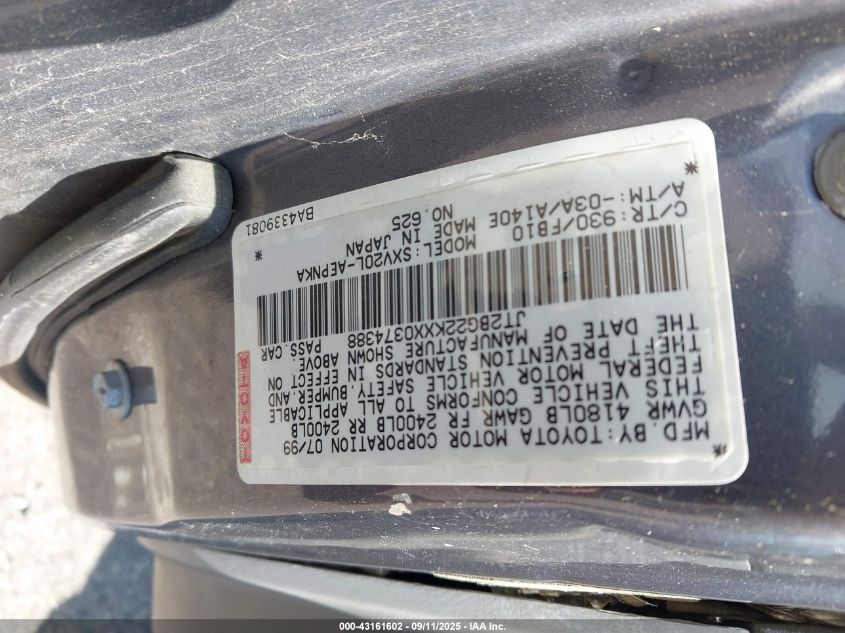 MFD. BY: TOYOTA MOTOR CORPORATION 07/99
GVWR 4180LB GAWR FR 2400LB RR 2400LB
THIS VEHICLE CONFORMS TO ALL APPLICABLE
FEDERAL MOTOR VEHICLE SAFETY, BUMPER, AND
THEFT PREVENTION STANDARDS IN EFFECT ON
THE DATE OF MANUFACTURE SHOWN ABOVE.
JT2BG22KXX0374388 PASS. CAR
TOYOTA
*
*
MODEL: SXV20L-AEPNKA
C/TR: 930/FB10 MADE IN JAPAN
A/TM:-03A/A140E NO.625
*
*
BA4339081
000-43161602 - 09/11/2025 - IAA Inc.